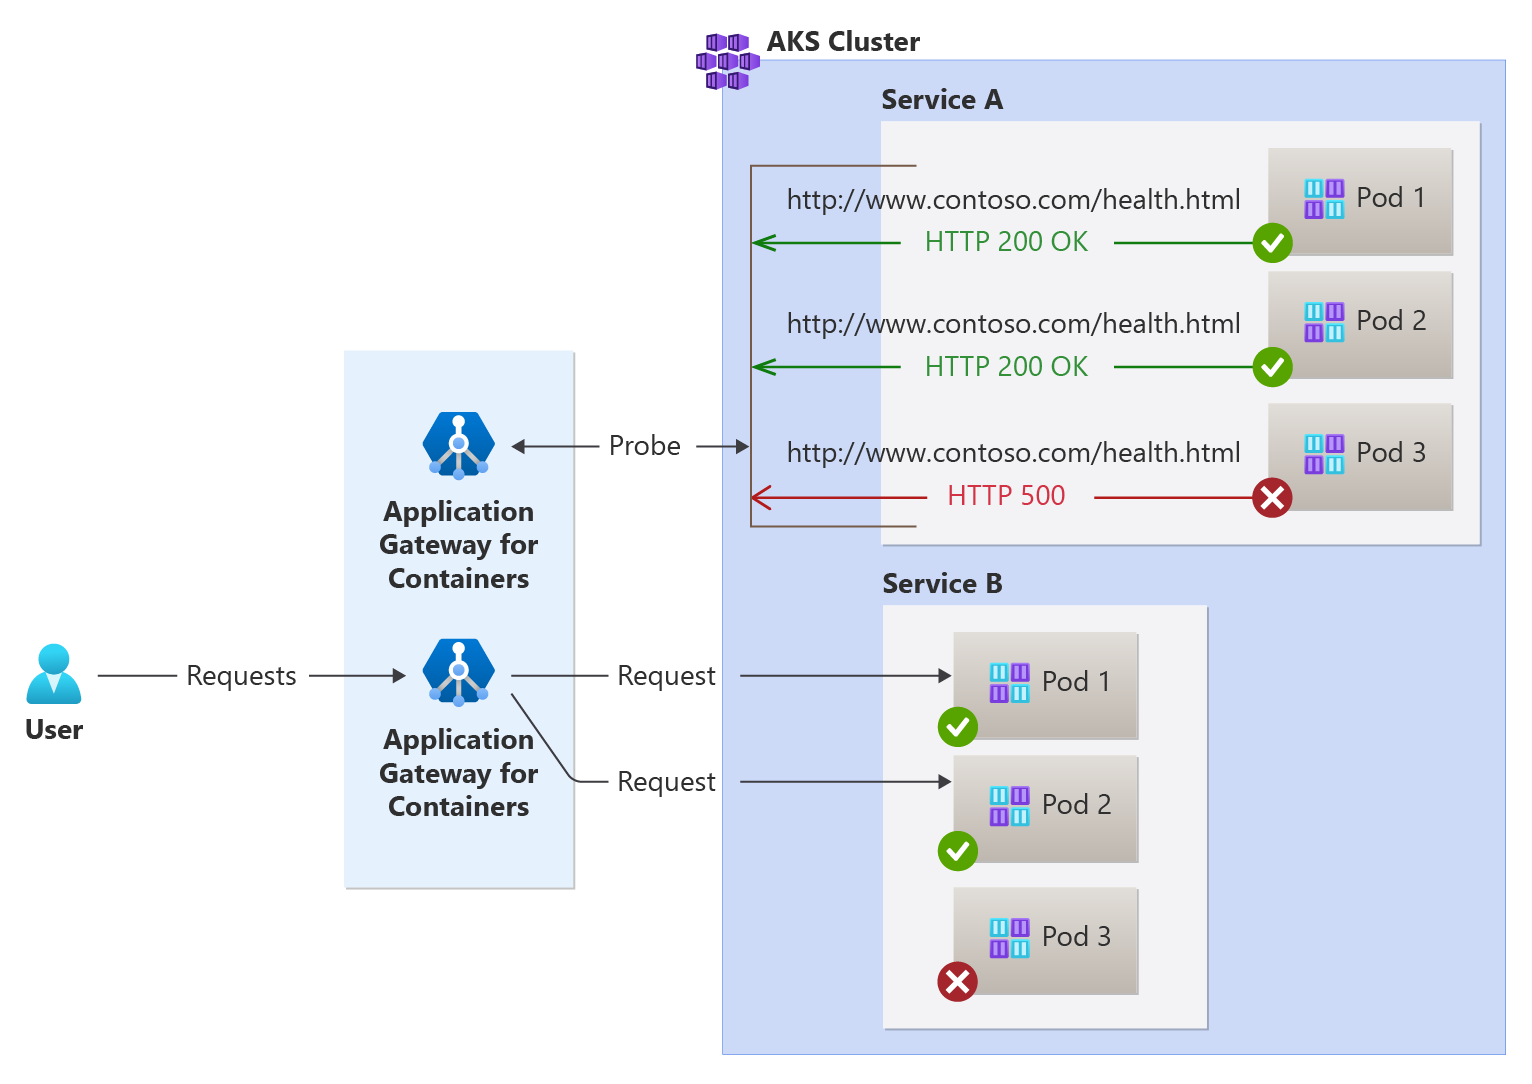 AKS Cluster
Service A
http://www.contoso.com/health.html
Pod 1
HTTP 200 OK
http://www.contoso.com/health.html
Pod 2
HTTP 200 OK
Probe
http://www.contoso.com/health.html
Pod 3
HTTP 500
Application
Gateway for
Containers
Service B
User
Requests
Application
Gateway for
Containers
Request
Pod 1
Request
Pod 2
Pod 3